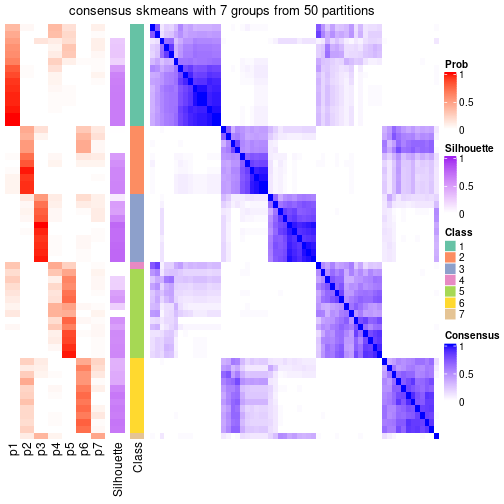 consensus skmeans with 7 groups from 50 partitions
Prob
1
0.5
0
Silhouette
1
0.5
0
Class
1
2
3
4
5
6
7
Consensus
1
0.5
0
p1
p2
p3
p4
p5
p6
p7
Silhouette
Class